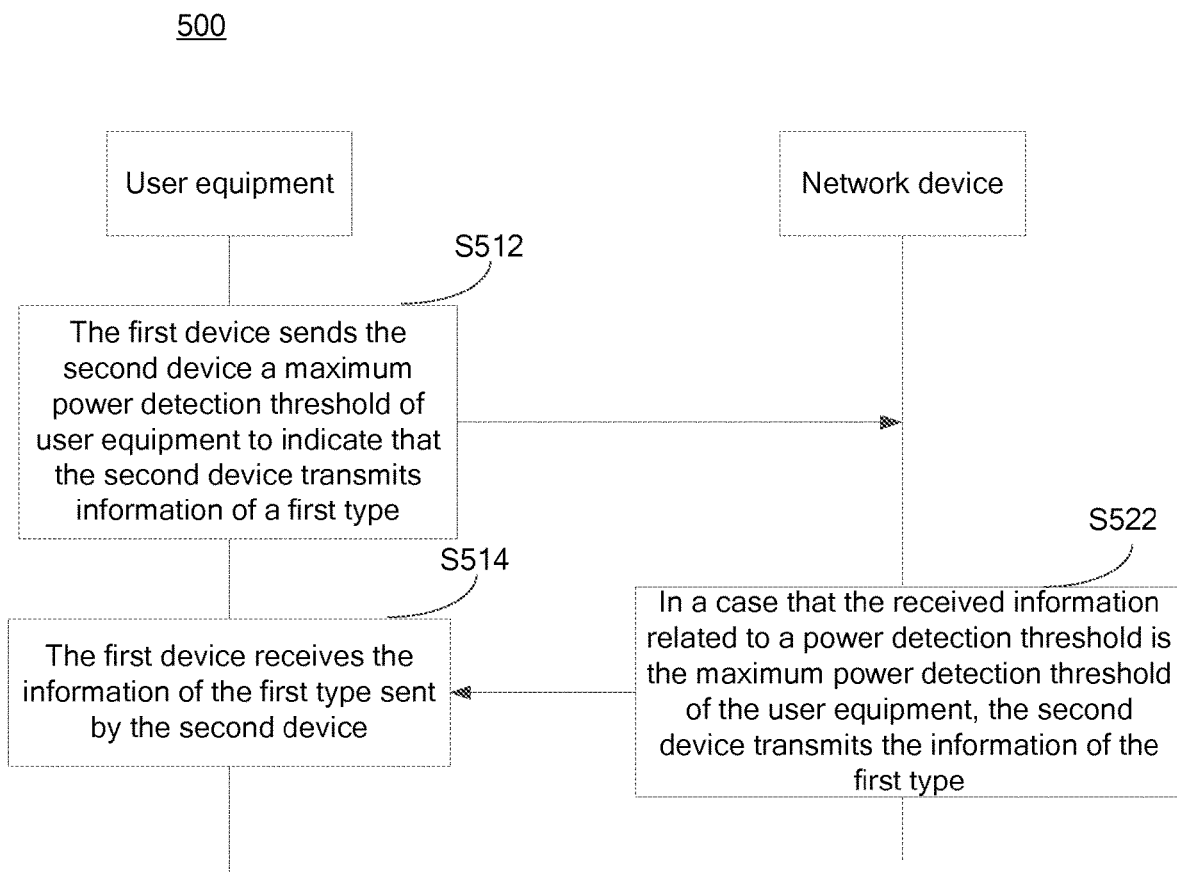 500
User equipment
Network device
S512
The first device sends the
second device a maximum
power detection threshold of
user equipment to indicate that
the second device transmits
information of a first type
S514
The first device receives the
information of the first type sent
by the second device
S522
In a case that the received information
related to a power detection threshold is
the maximum power detection threshold
of the user equipment, the second
device transmits the information of the
first type